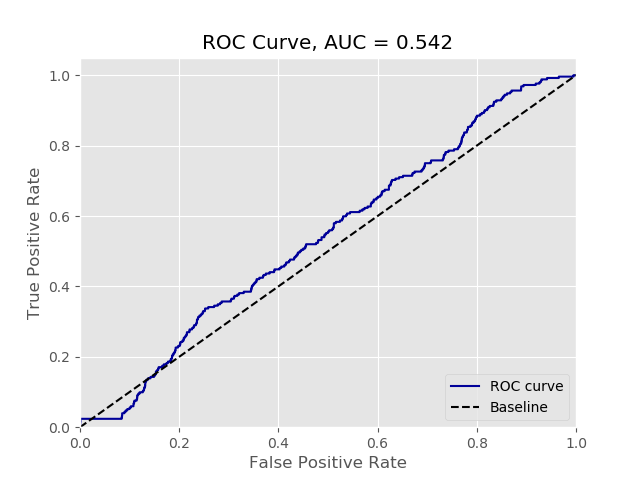 ROC Curve, AUC = 0.542
True Positive Rate
1.0
0.8
0.6
0.4
0.2
0.0
0.0 0.2 0.4 0.6 0.8 1.0
False Positive Rate
ROC curve
Baseline